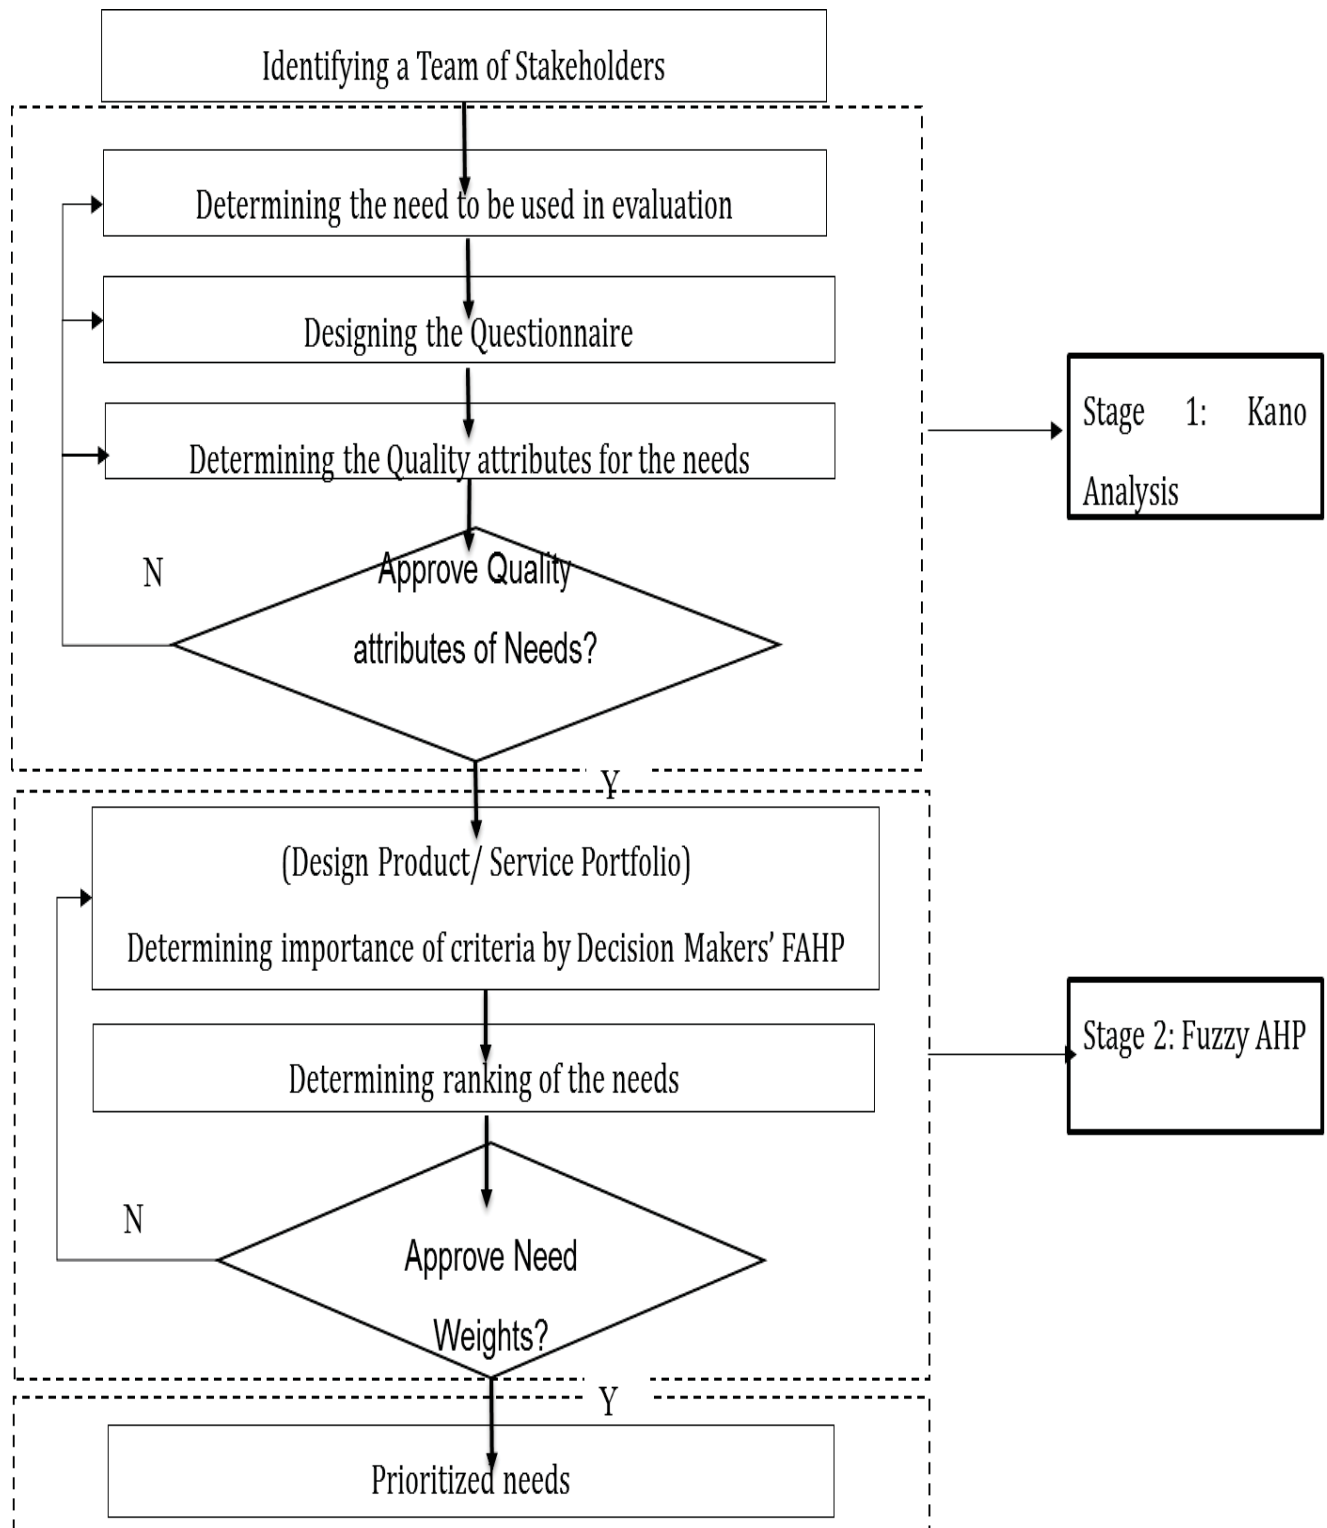 Identifying a Team of Stakeholders
Determining the need to be used in evaluation
Designing the Questionnaire
Determining the Quality attributes for the needs
N
Approve Quality
attributes of Needs?
Y
Stage 1: Kano
Analysis
(Design Product/ Service Portfolio)
Determining importance of criteria by Decision Makers’ FAHP
Determining ranking of the needs
N
Approve Need
Weights?
Y
Stage 2: Fuzzy AHP
Prioritized needs